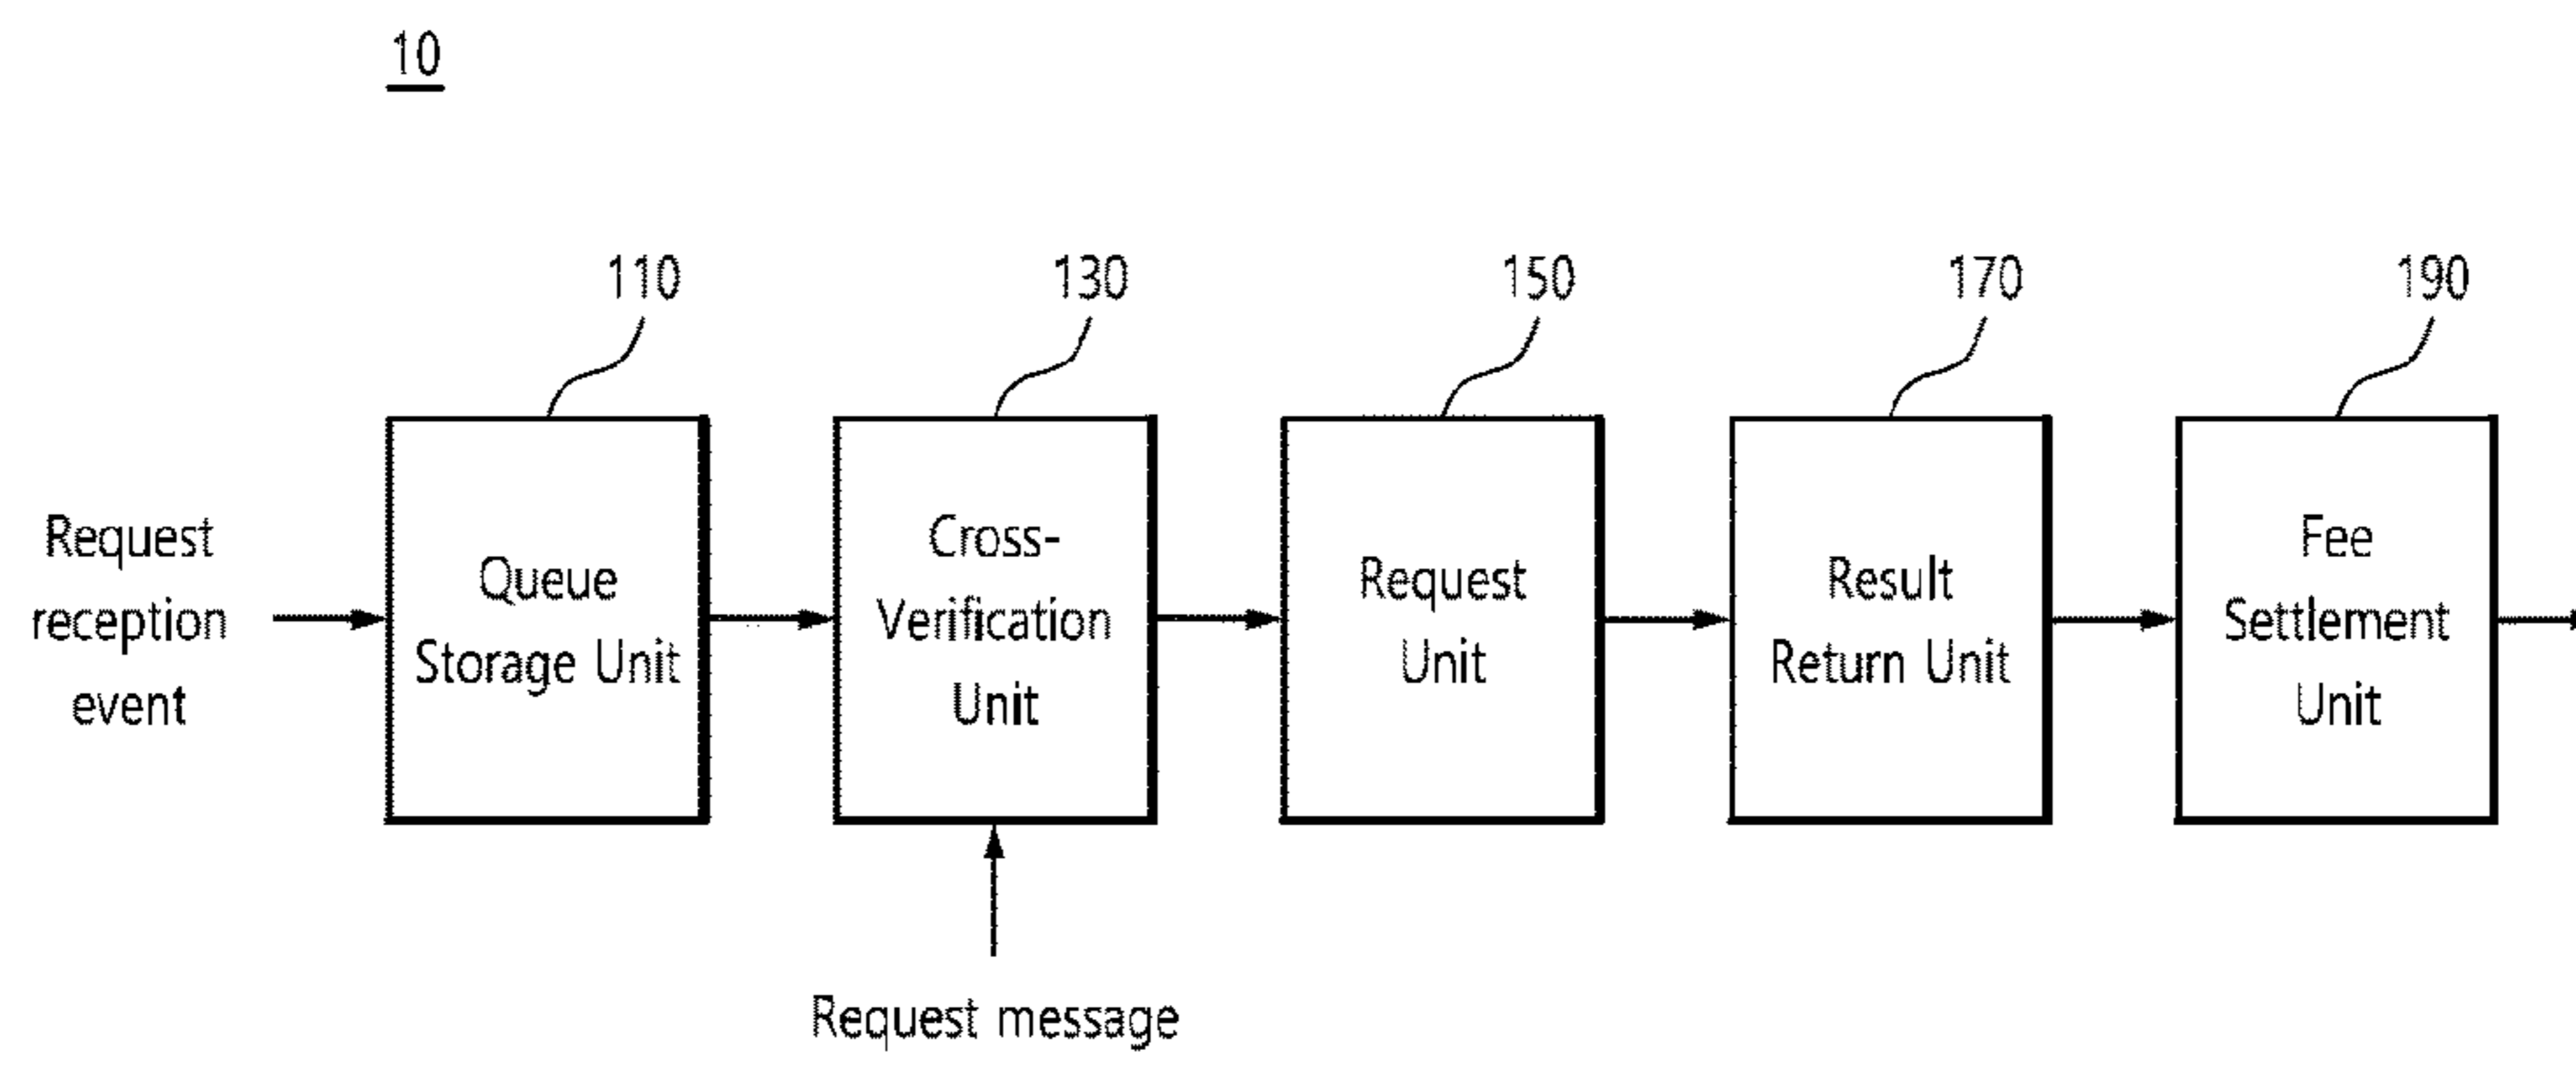 10
110
130
150
170
190
Request
reception
event
Queue
Storage Unit
Cross-
Verification
Unit
Request
Unit
Result
Return Unit
Fee
Settlement
Unit
Request message